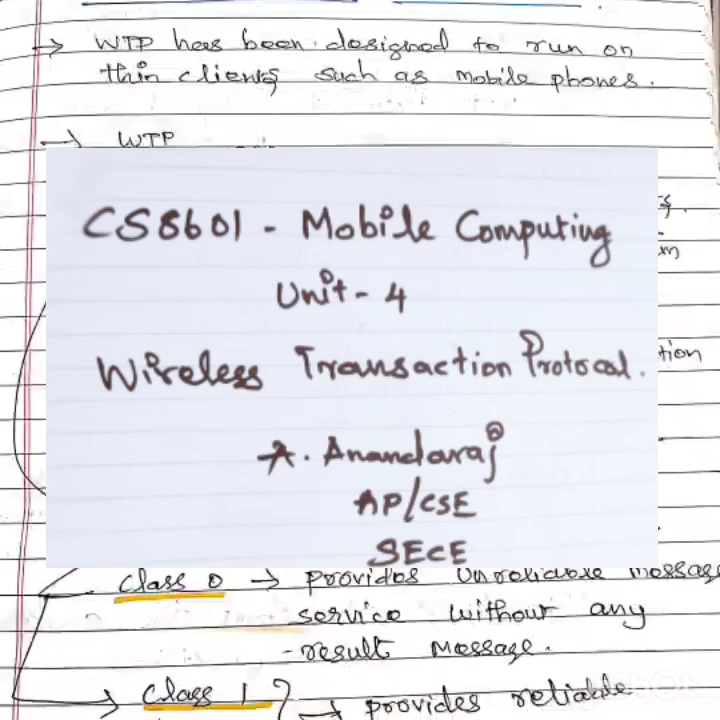 → WTP has been designed to run on
thin clients such as mobile phones.
→ WTP
CS8601 - Mobile Computing
Unit - 4
Wireless Transaction Protocal.
A. Anandaraj
AP/CSE
SECE
tion
Class 0 → provides unreliable message
service without any
result message.
→ Class 1 → provides reliable